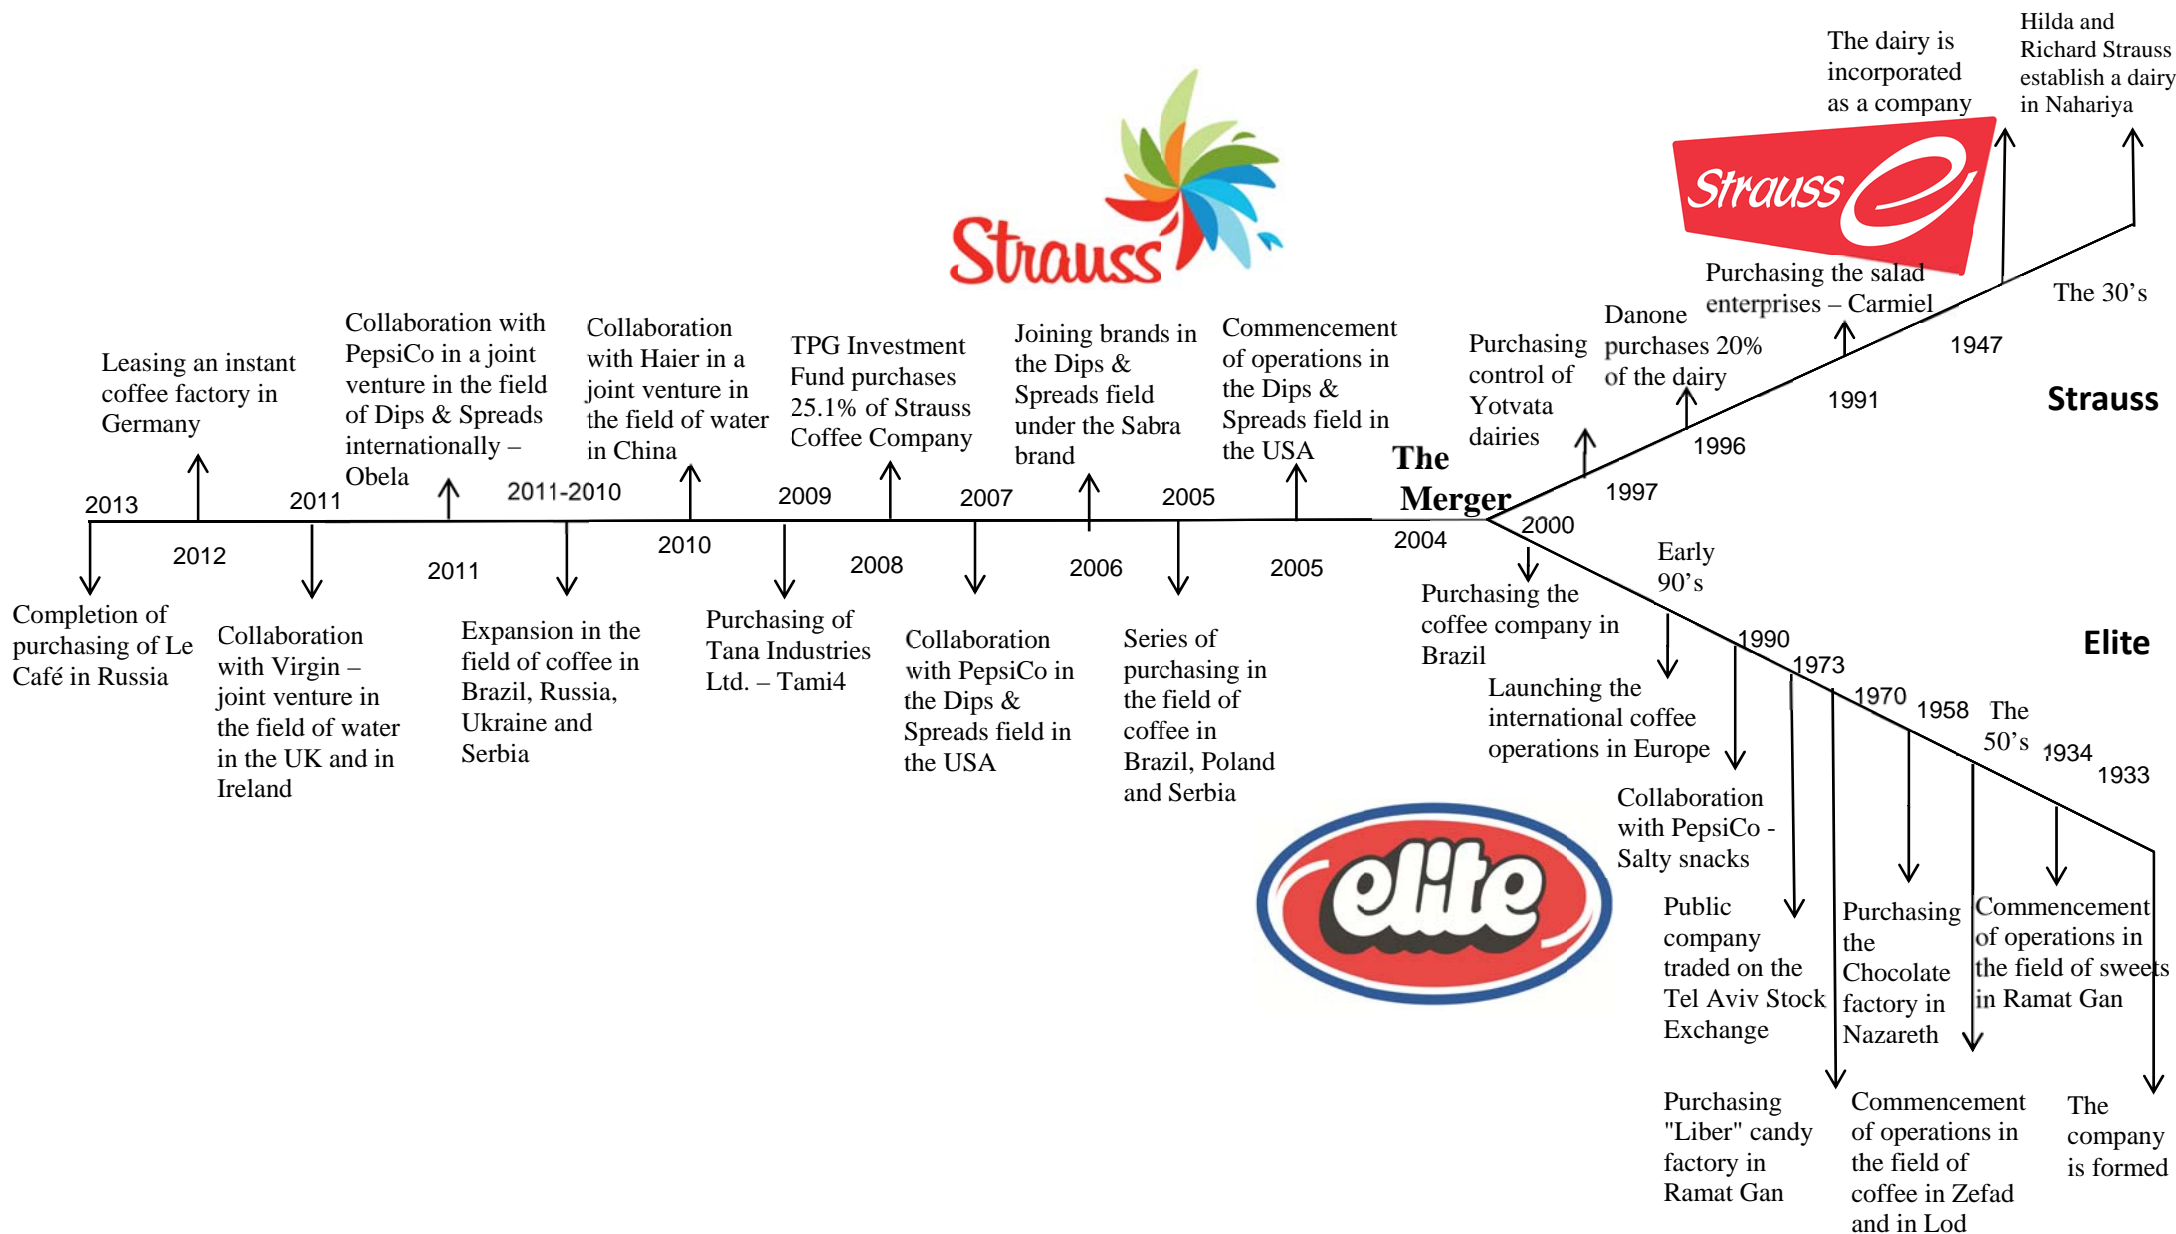 Hilda and
Richard Strauss
establish a dairy
in Nahariya
The dairy is
incorporated
as a company
Strauss
Strauss
Purchasing the salad
enterprises – Carmiel
The 30's
Danone
purchases 20%
of the dairy
1947
Purchasing
control of
Yotvata
dairies
1991
Strauss
1996
1997
Leasing an instant
coffee factory in
Germany
Collaboration with
PepsiCo in a joint
venture in the field
of Dips & Spreads
internationally –
Obela
Collaboration
with Haier in a
joint venture in
the field of water
in China
TPG Investment
Fund purchases
25.1% of Strauss
Coffee Company
Joining brands in
the Dips &
Spreads field
under the Sabra
brand
Commencement
of operations in
the Dips &
Spreads field in
the USA
The
Merger
2013
2011
2011-2010
2009
2007
2005
2012
2011
2010
2008
2006
2005
2004
2000
Completion of
purchasing of Le
Café in Russia
Collaboration
with Virgin –
joint venture in
the field of water
in the UK and in
Ireland
Expansion in the
field of coffee in
Brazil, Russia,
Ukraine and
Serbia
Purchasing of
Tana Industries
Ltd. – Tami4
Collaboration
with PepsiCo in
the Dips &
Spreads field in
the USA
Series of
purchasing in
the field of
coffee in
Brazil, Poland
and Serbia
Purchasing the
coffee company in
Brazil
Early
90's
Launching the
international coffee
operations in Europe
1990
1973
1970
1958
The
50's
1934
1933
Elite
Collaboration
with PepsiCo -
Salty snacks
elite
Public
company
traded on the
Tel Aviv Stock
Exchange
Purchasing
the
Chocolate
factory in
Nazareth
Commencement
of operations in
the field of sweets
in Ramat Gan
Purchasing
"Liber" candy
factory in
Ramat Gan
Commencement
of operations in
the field of
coffee in Zefad
and in Lod
The
company
is formed